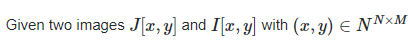 Given two images J[x, y] and I[x, y] with (x, y) ∈ N^{N×M}